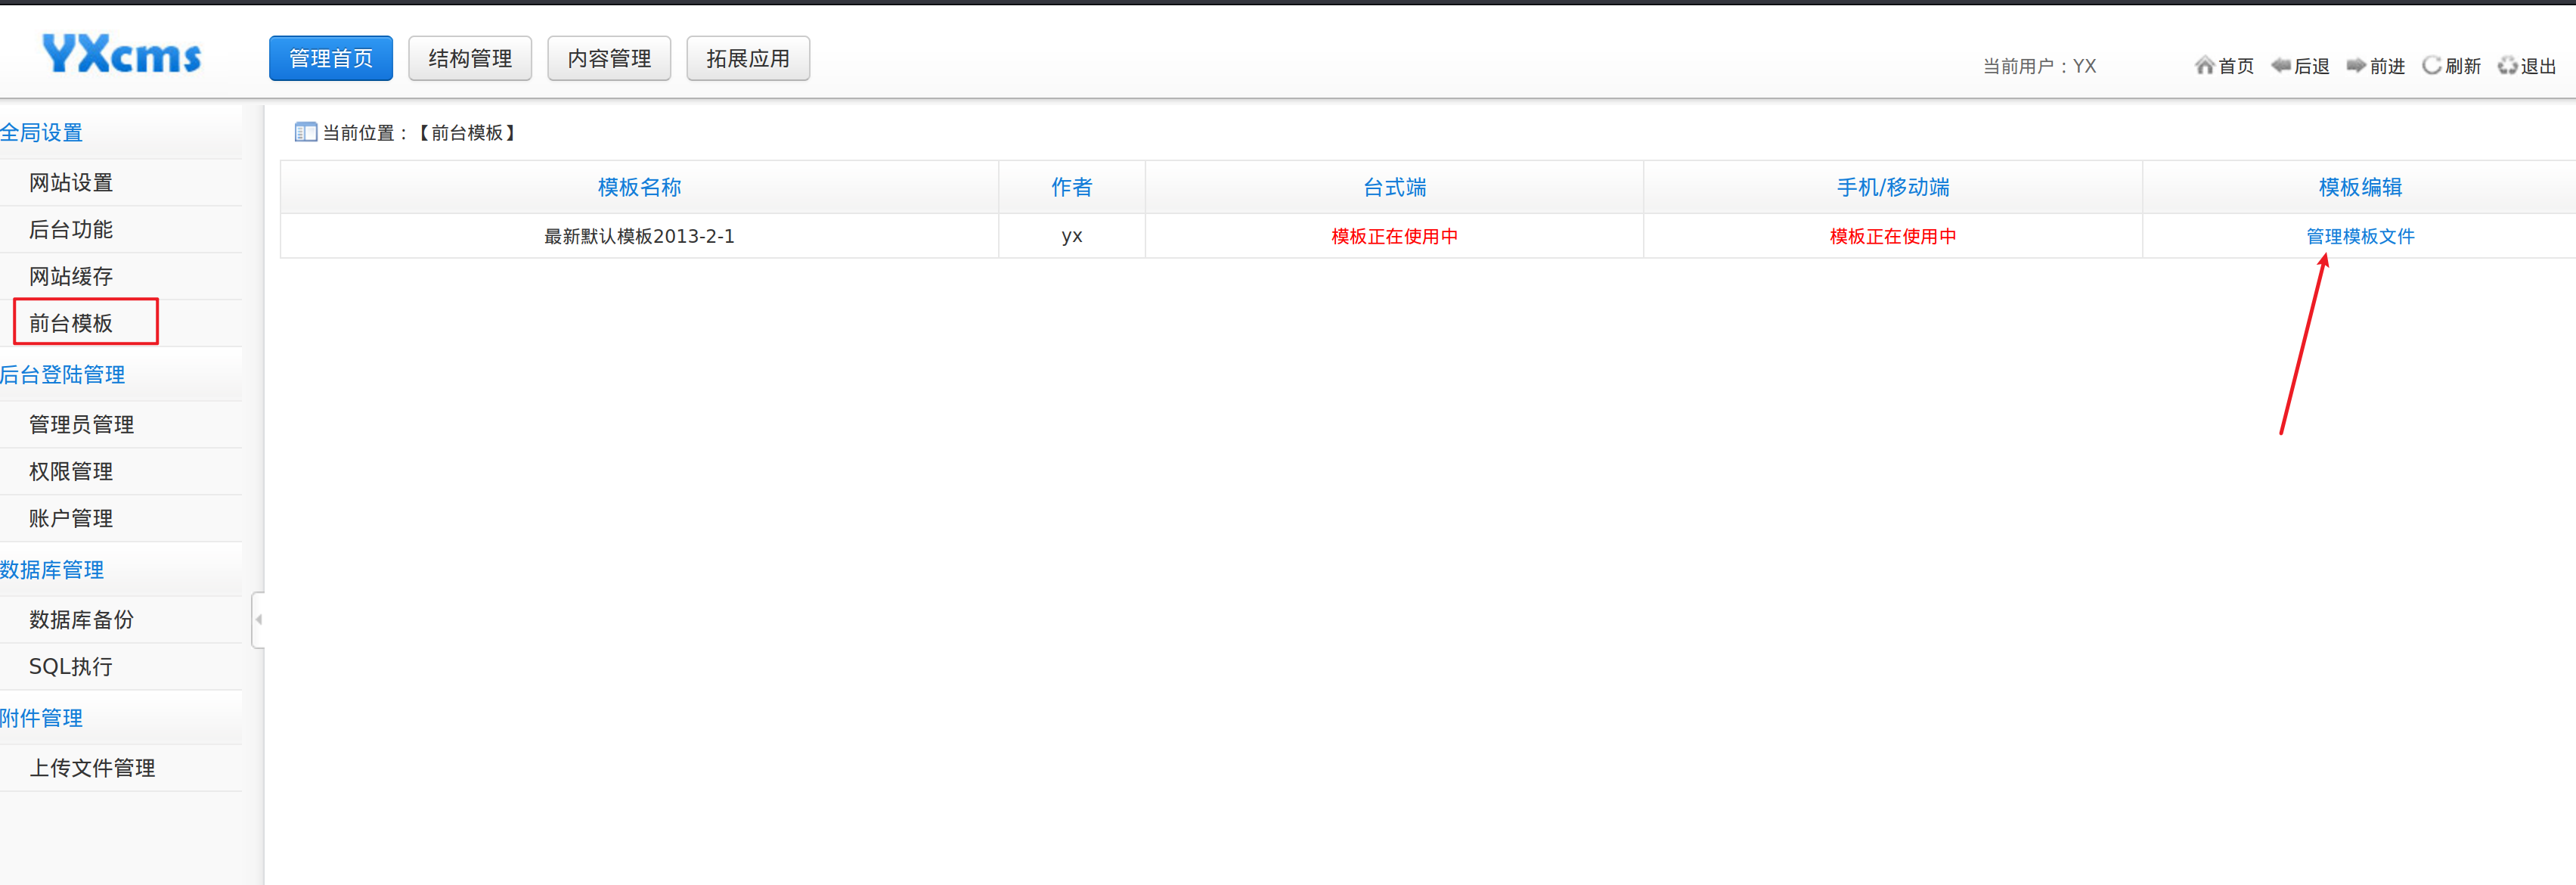 YXcms
管理首页 结构管理 内容管理 拓展应用
当前用户：YX 首页 后退 前进 刷新 退出
全局设置
网站设置
后台功能
网站缓存
前台模板
后台登陆管理
管理员管理
权限管理
账户管理
数据库管理
数据库备份
SQL执行
附件管理
上传文件管理
当前位置：【前台模板】
模板名称 作者 台式端 手机/移动端 模板编辑
最新默认模板2013-2-1 yx 模板正在使用中 模板正在使用中 管理模板文件